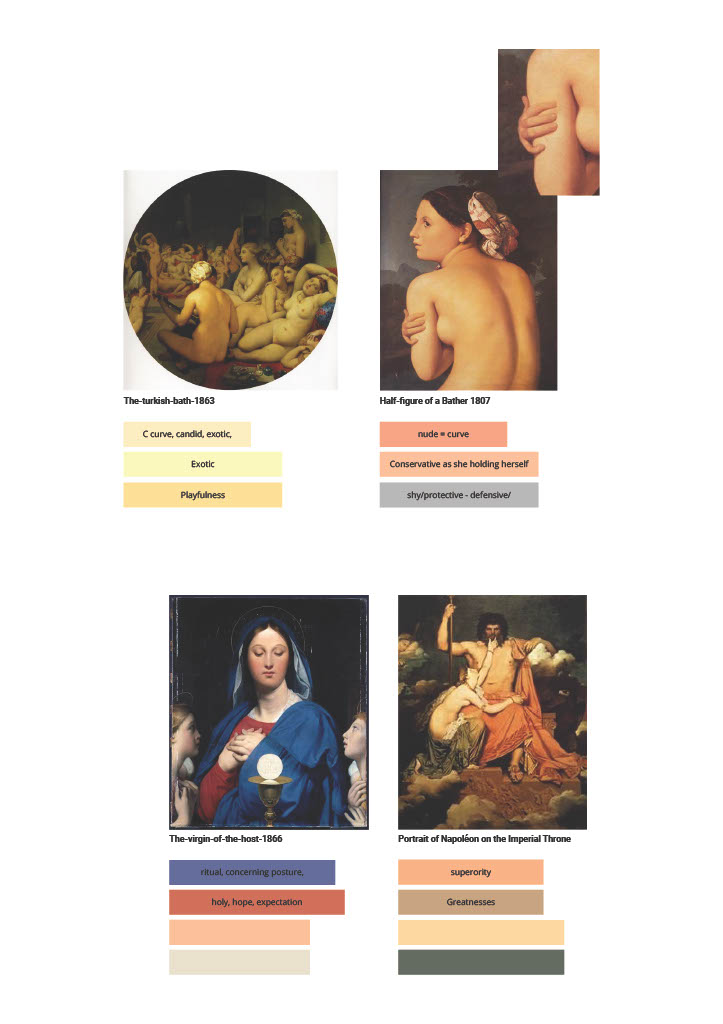 The-turkish-bath-1863
C curve, candid, exotic,
Exotic
Playfulness
Half-figure of a Bather 1807
nude = curve
Conservative as she holding herself
shy/protective - defensive/
The-virgin-of-the-host-1866
ritual, concerning posture,
holy, hope, expectation
Portrait of Napoléon on the Imperial Throne
superority
Greatnesses